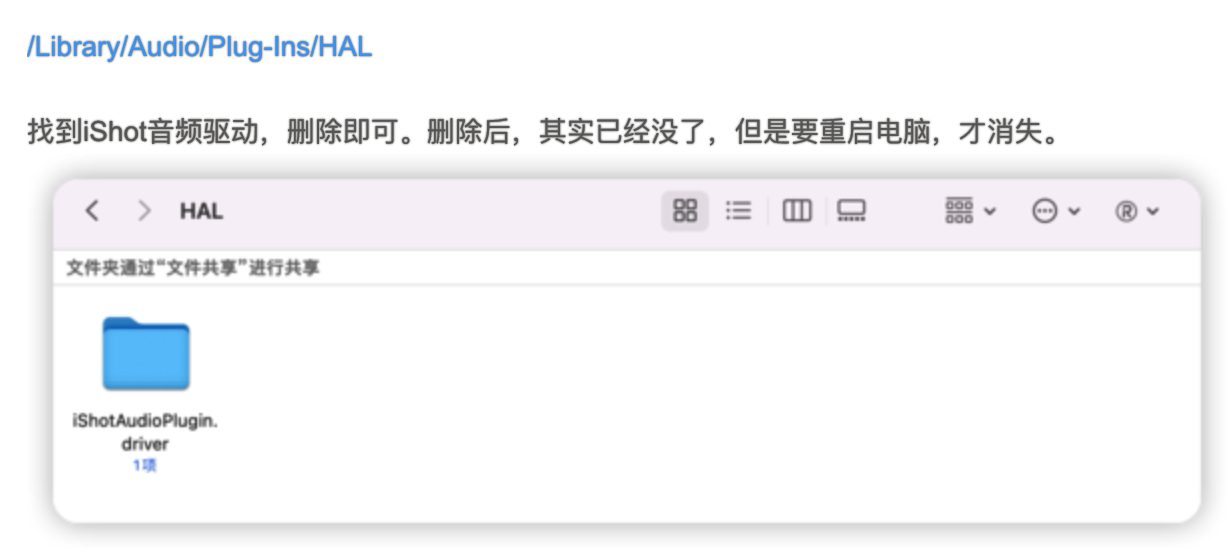 /Library/Audio/Plug-Ins/HAL
找到iShot音频驱动，删除即可。删除后，其实已经没了，但是要重启电脑，才消失。
HAL
文件夹通过“文件共享”进行共享
iShotAudioPlugin.
driver
1项